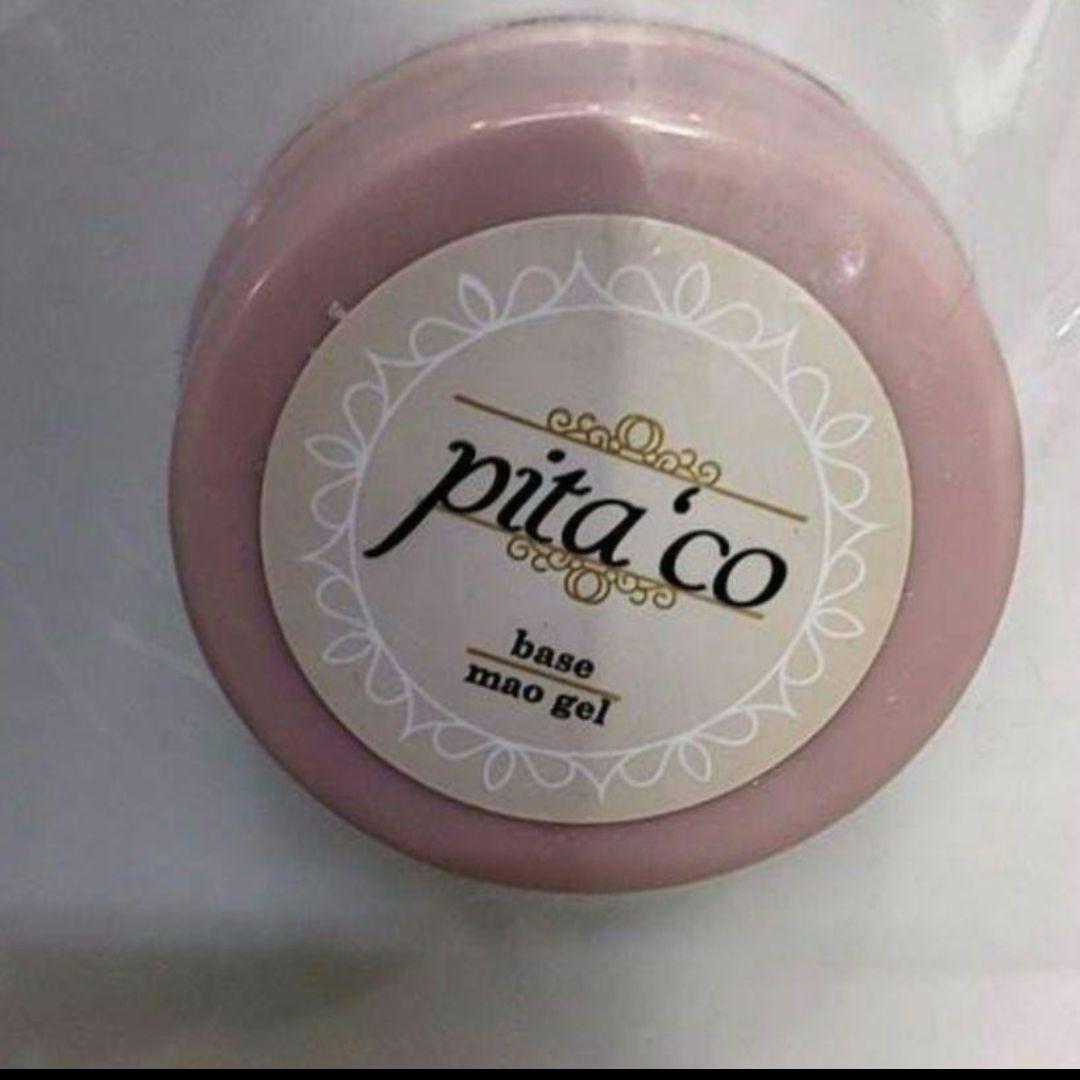 pita‘co
base
mao gel